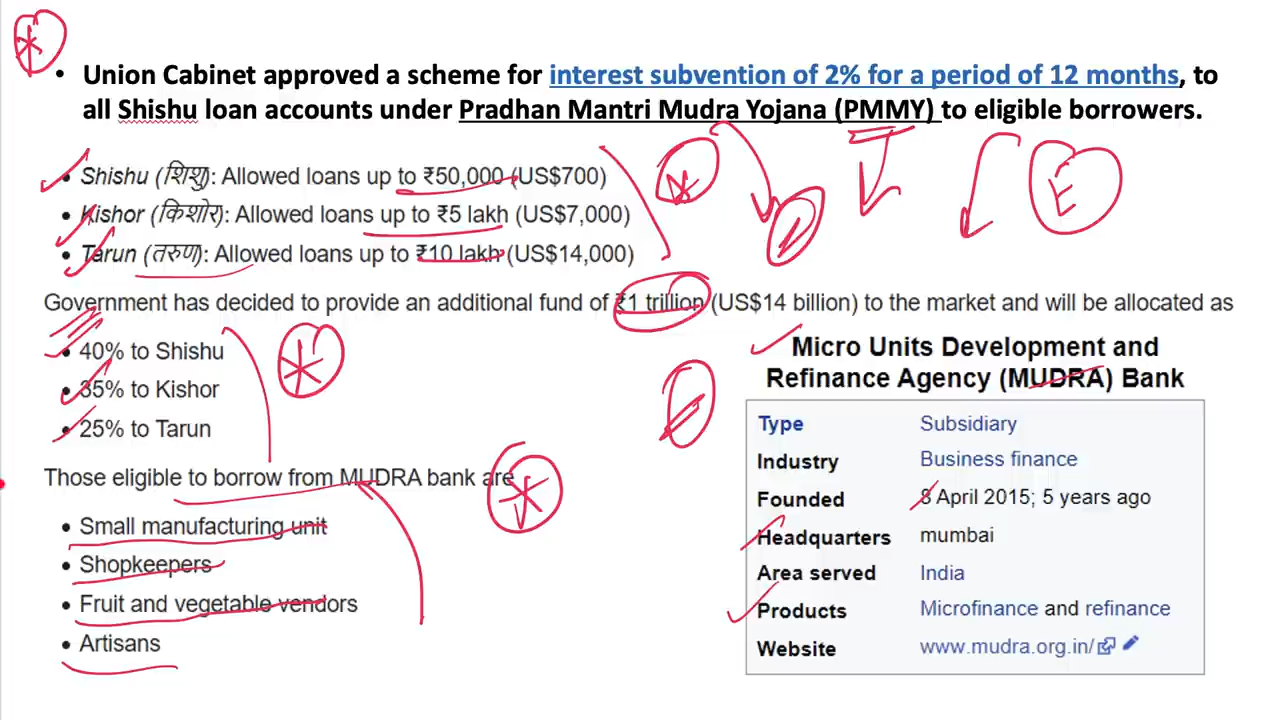 • Union Cabinet approved a scheme for interest subvention of 2% for a period of 12 months, to
all Shishu loan accounts under Pradhan Mantri Mudra Yojana (PMMY) to eligible borrowers.
• Shishu (शिशु): Allowed loans up to ₹50,000 (US$700)
• Kishor (किशोर): Allowed loans up to ₹5 lakh (US$7,000)
• Tarun (तरुण): Allowed loans up to ₹10 lakh (US$14,000)
Government has decided to provide an additional fund of ₹1 trillion (US$14 billion) to the market and will be allocated as
• 40% to Shishu
• 35% to Kishor
• 25% to Tarun
Those eligible to borrow from MUDRA bank are
• Small manufacturing unit
• Shopkeepers
• Fruit and vegetable vendors
• Artisans
Micro Units Development and
Refinance Agency (MUDRA) Bank
Type Subsidiary
Industry Business finance
Founded 8 April 2015; 5 years ago
Headquarters mumbai
Area served India
Products Microfinance and refinance
Website www.mudra.org.in/
E